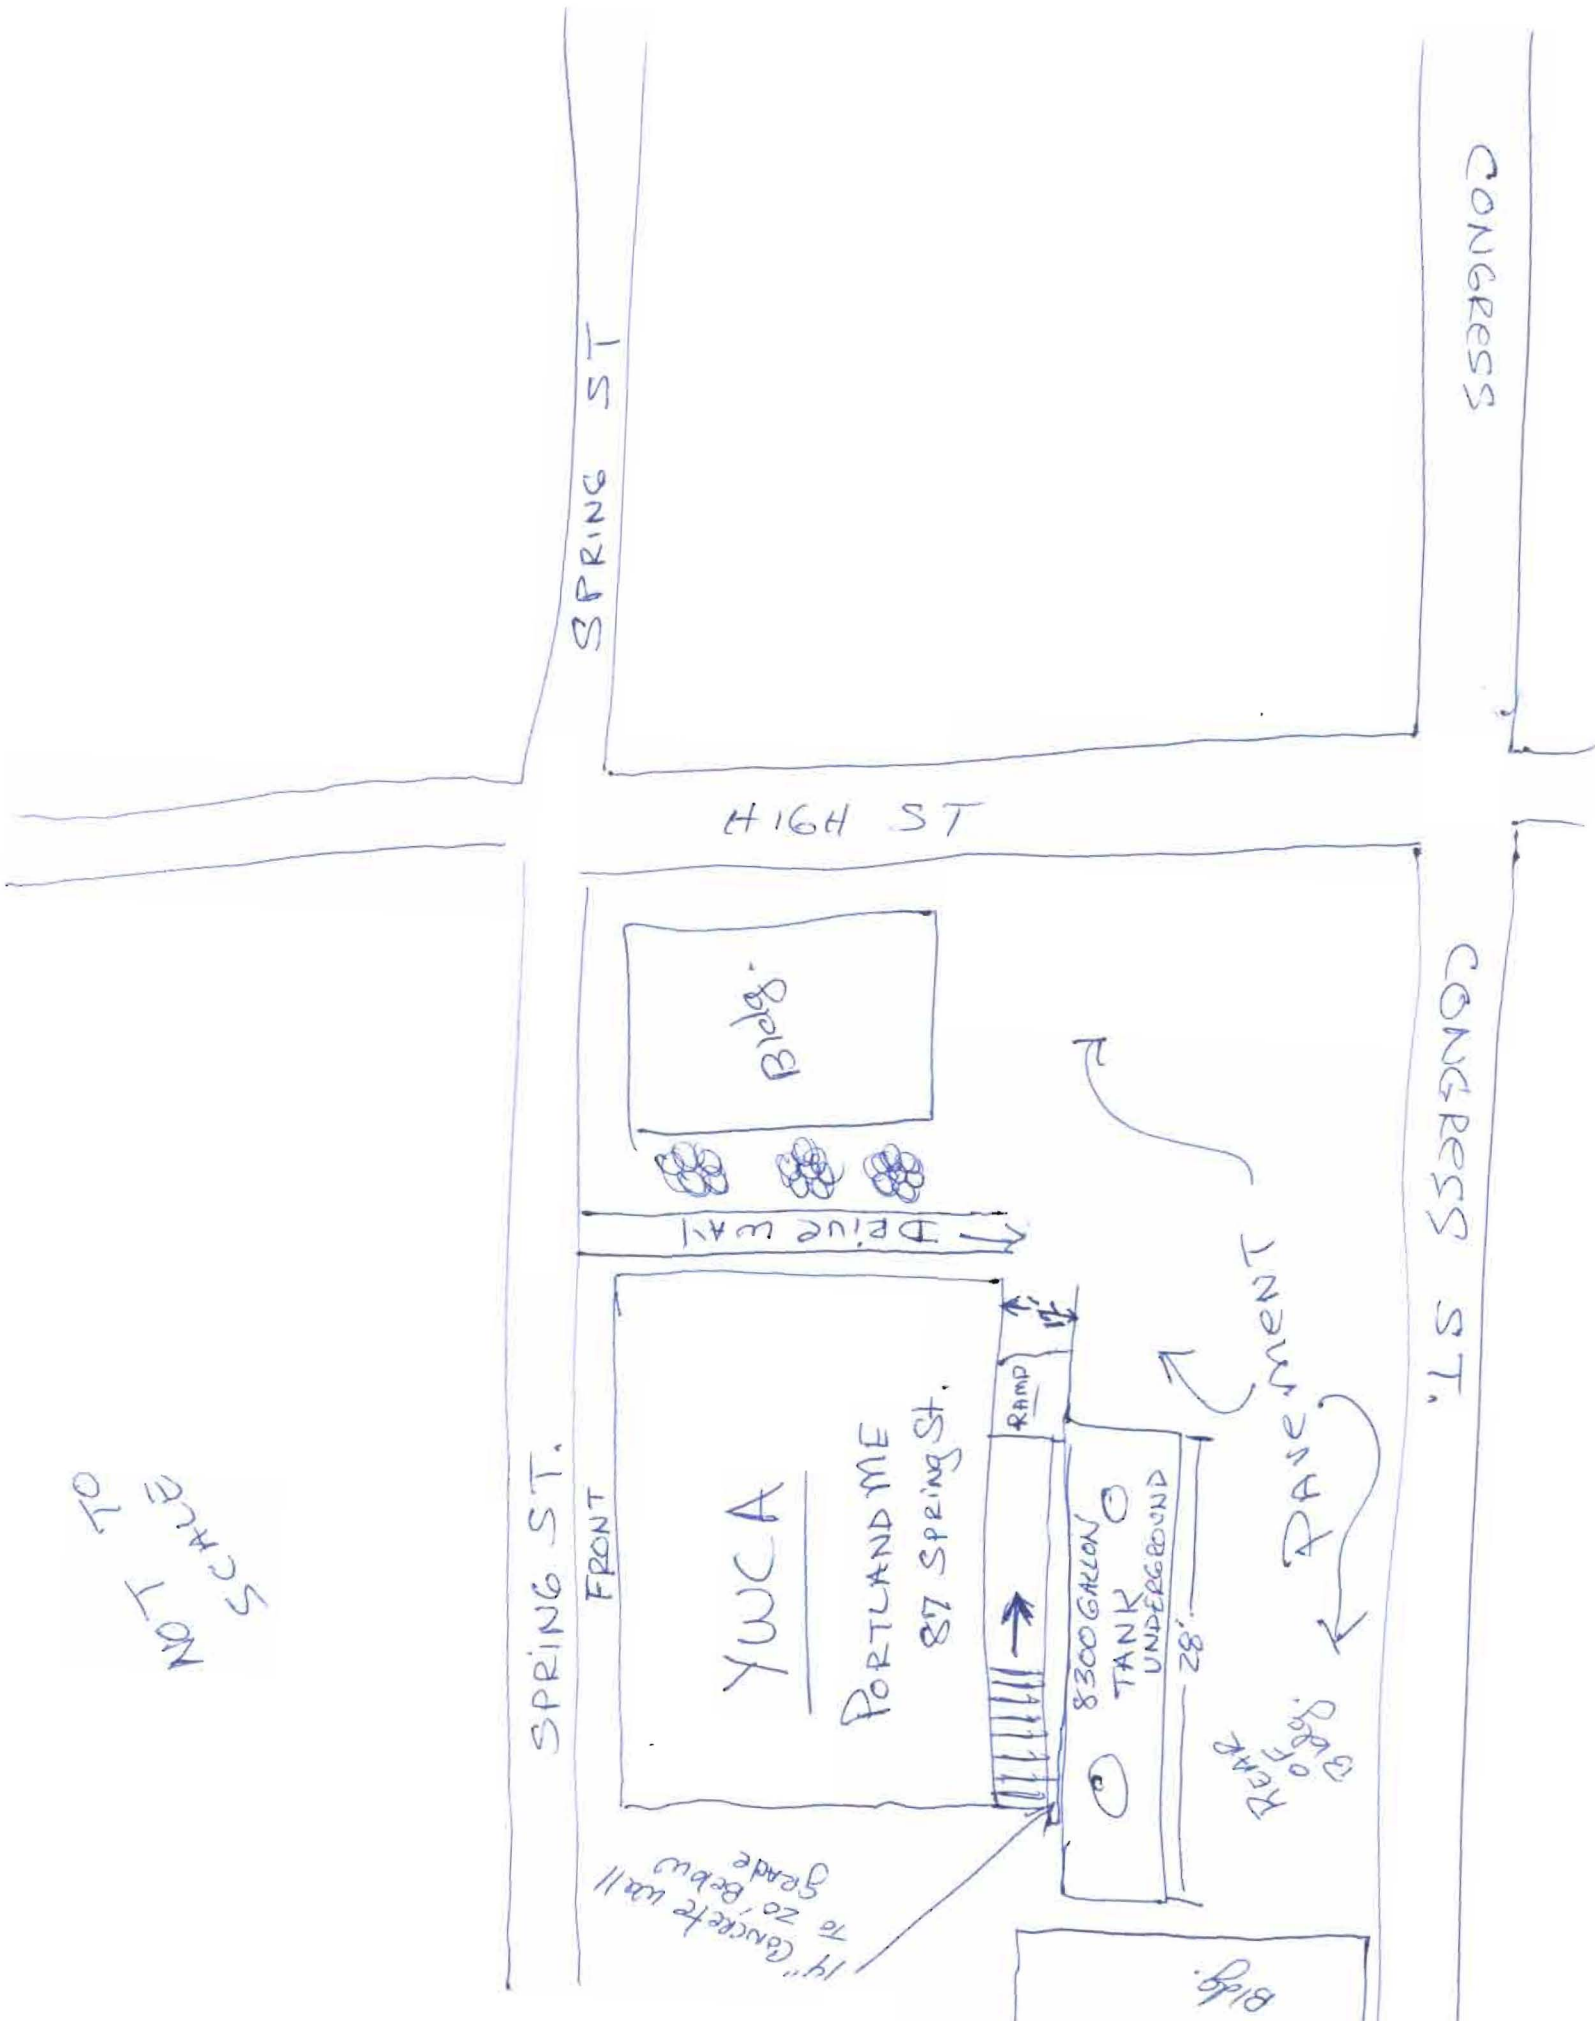 NOT TO
SCALE
SPRING ST
CONGRESS
HIGH ST
Bldg.
CONGRESS ST.
DRIVE WAY
SPRING ST.
FRONT
YWCA
PORTLAND ME
87 SPRING St.
RAMP
8300 GALLON
TANK
UNDERGROUND
28'
PAVEMENT
REAR
OF
Bldg.
14" CONCRETE WALL
TO 20' BELOW
GRADE
Bldg.